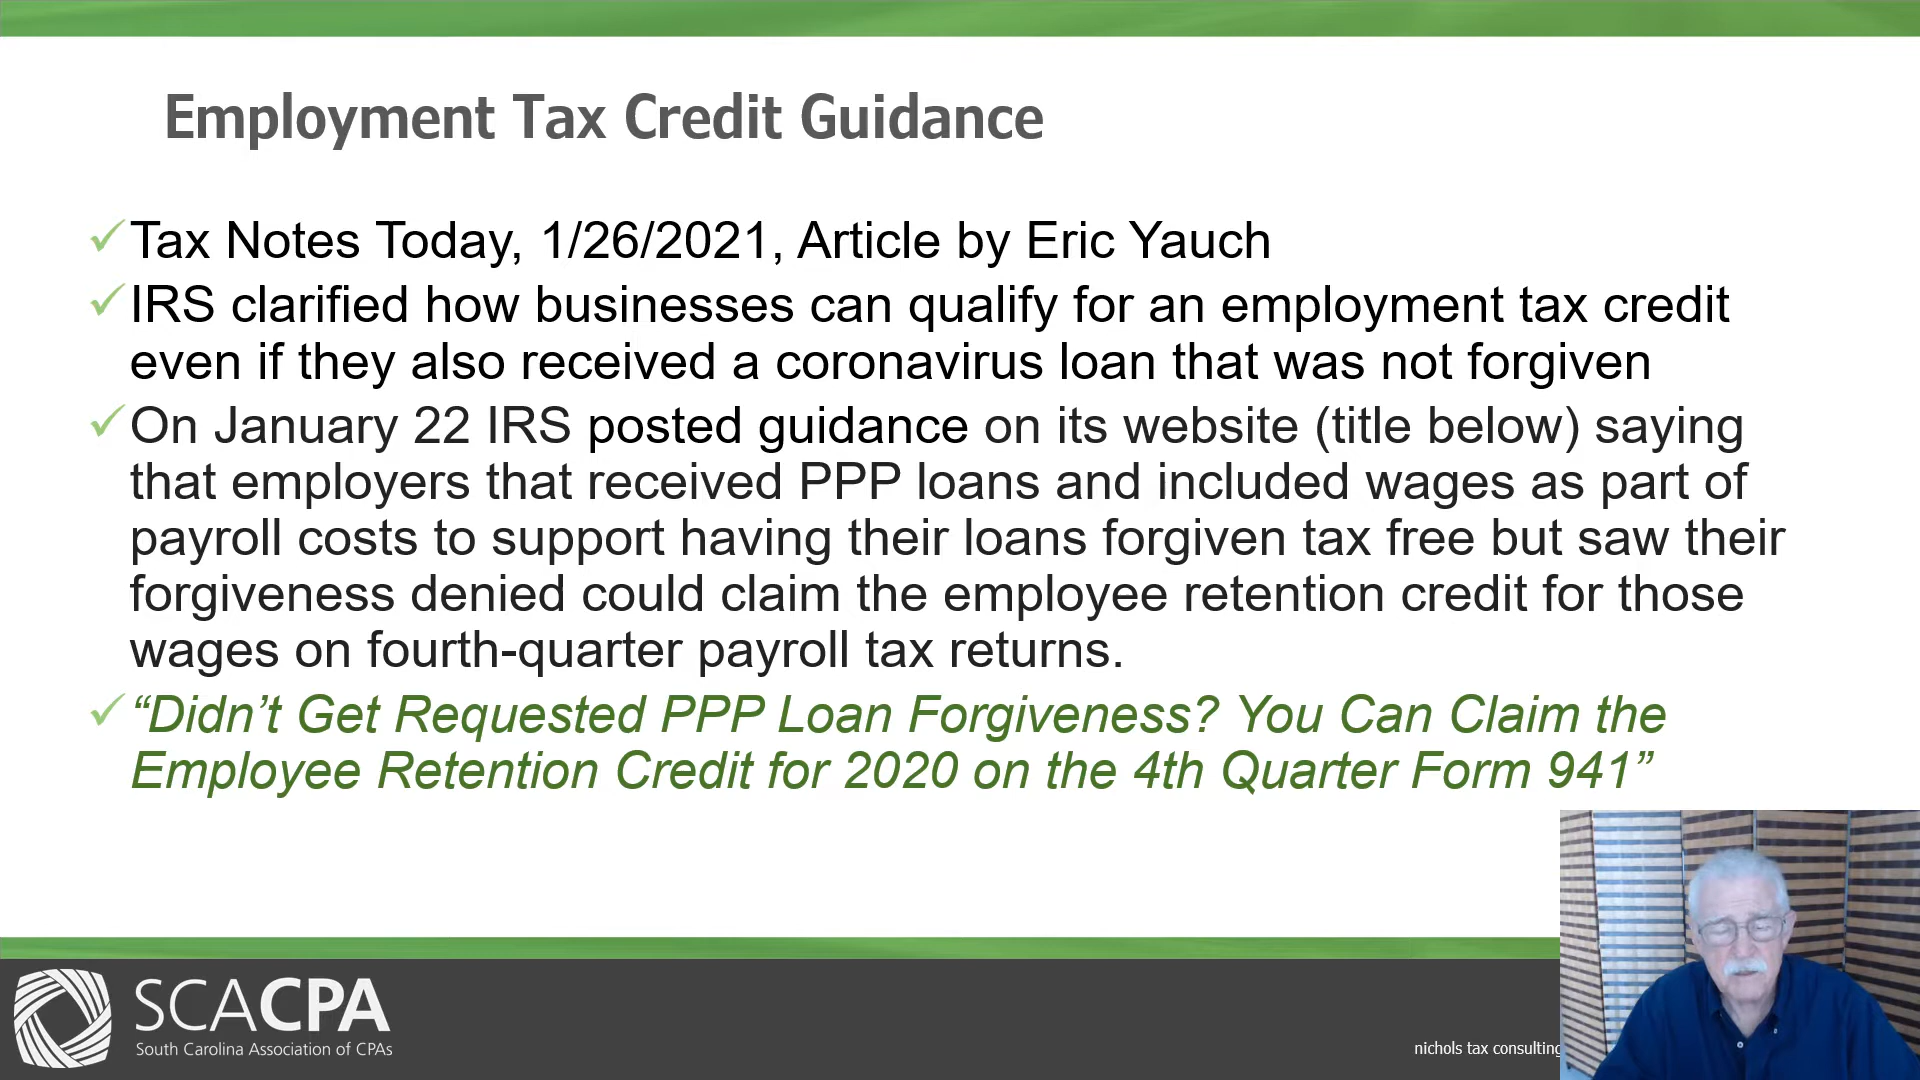 Employment Tax Credit Guidance
Tax Notes Today, 1/26/2021, Article by Eric Yauch
IRS clarified how businesses can qualify for an employment tax credit
even if they also received a coronavirus loan that was not forgiven
On January 22 IRS posted guidance on its website (title below) saying
that employers that received PPP loans and included wages as part of
payroll costs to support having their loans forgiven tax free but saw their
forgiveness denied could claim the employee retention credit for those
wages on fourth-quarter payroll tax returns.
“Didn’t Get Requested PPP Loan Forgiveness? You Can Claim the
Employee Retention Credit for 2020 on the 4th Quarter Form 941”
SCACPA
South Carolina Association of CPAs
nichols tax consulting